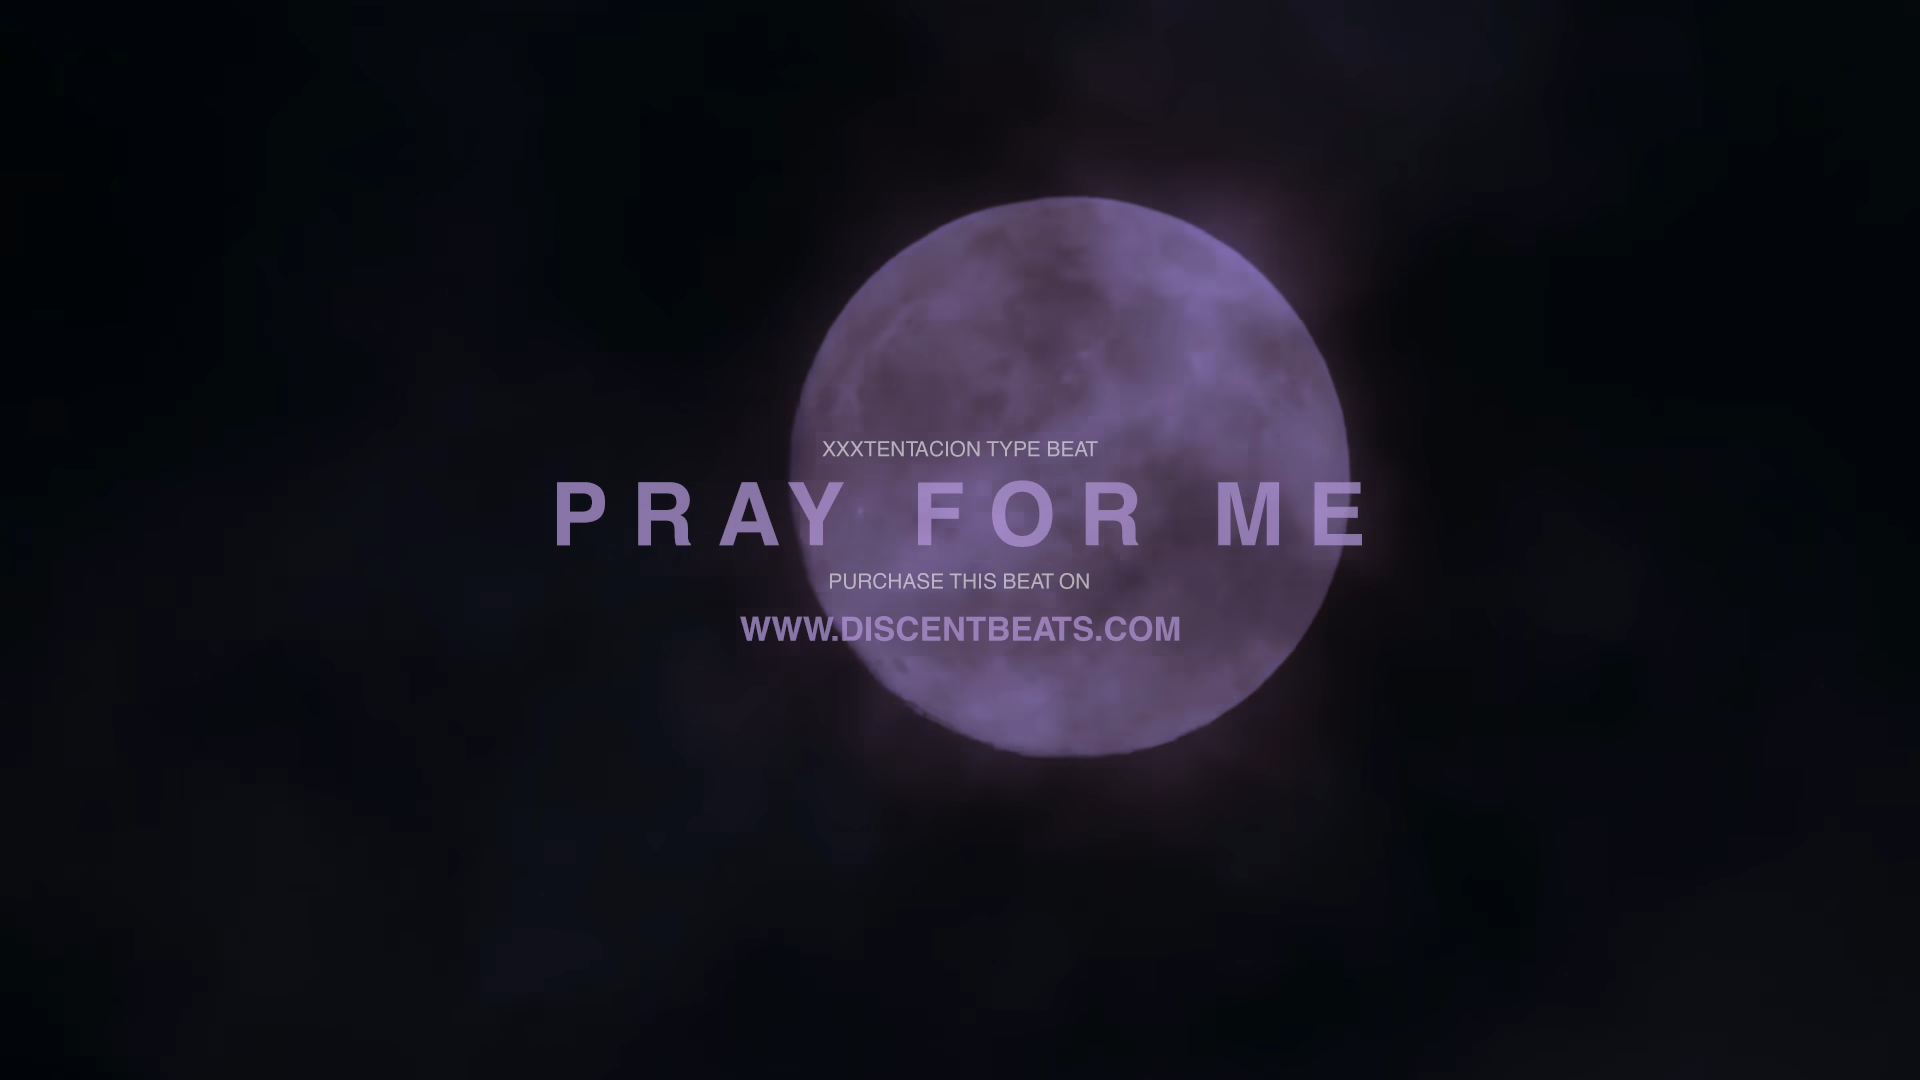 XXXTENTACION TYPE BEAT
PRAY FOR ME
PURCHASE THIS BEAT ON
WWW.DISCENTBEATS.COM